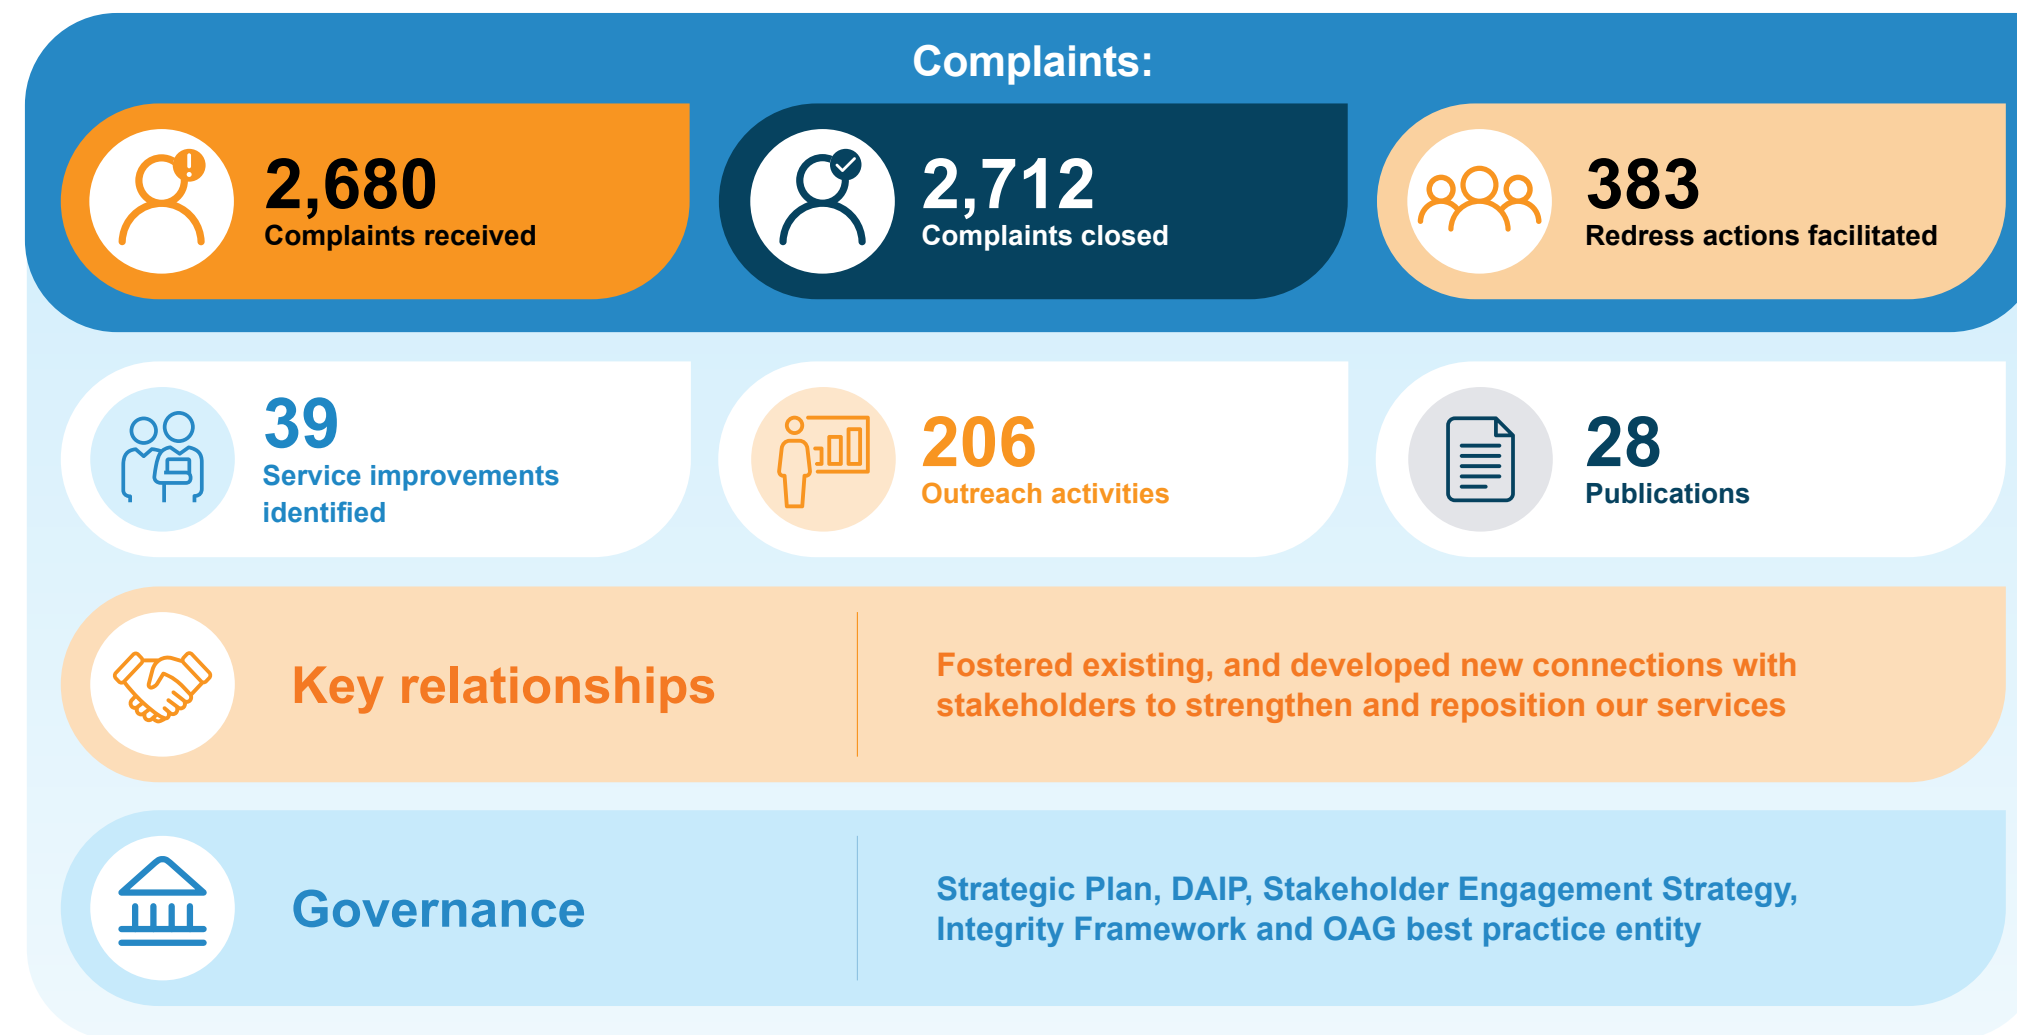 Complaints:
2,680
Complaints received
2,712
Complaints closed
383
Redress actions facilitated
39
Service improvements
identified
206
Outreach activities
28
Publications
Key relationships
Fostered existing, and developed new connections with
stakeholders to strengthen and reposition our services
Governance
Strategic Plan, DAIP, Stakeholder Engagement Strategy,
Integrity Framework and OAG best practice entity